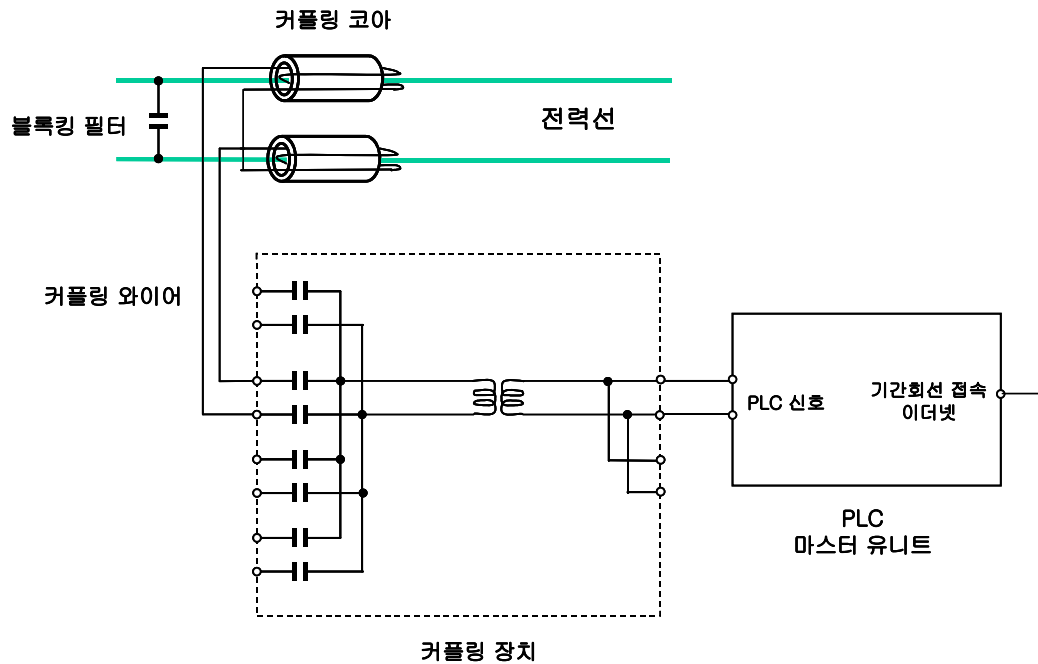 커플링 코아
블록킹 필터
전력선
커플링 와이어
PLC 신호
기간회선 접속
이더넷
PLC
마스터 유니트
커플링 장치